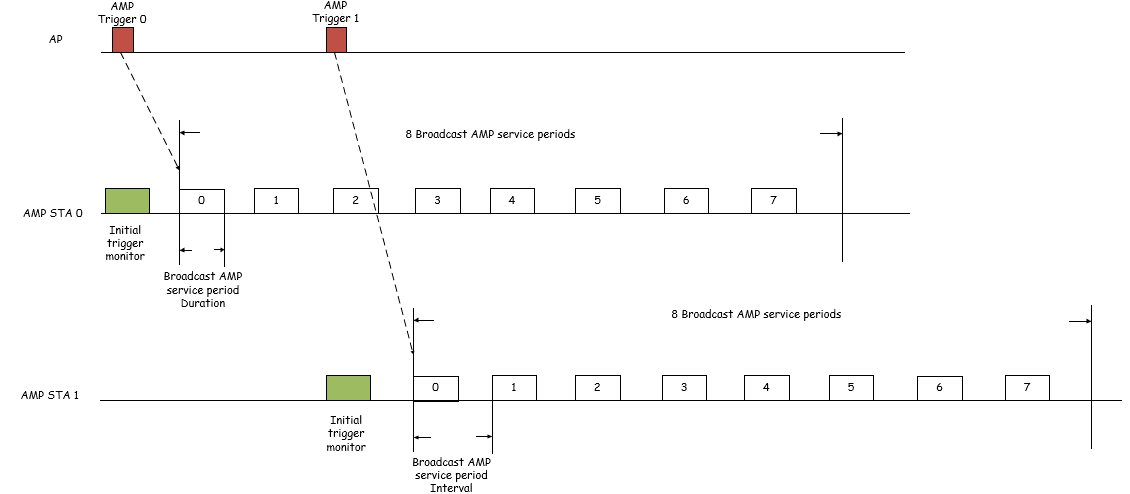 AMP
Trigger 0
AMP
Trigger 1
AP
8 Broadcast AMP service periods
AMP STA 0
0
1
2
3
4
5
6
7
Initial
trigger
monitor
Broadcast AMP
service period
Duration
8 Broadcast AMP service periods
AMP STA 1
0
1
2
3
4
5
6
7
Initial
trigger
monitor
Broadcast AMP
service period
Interval